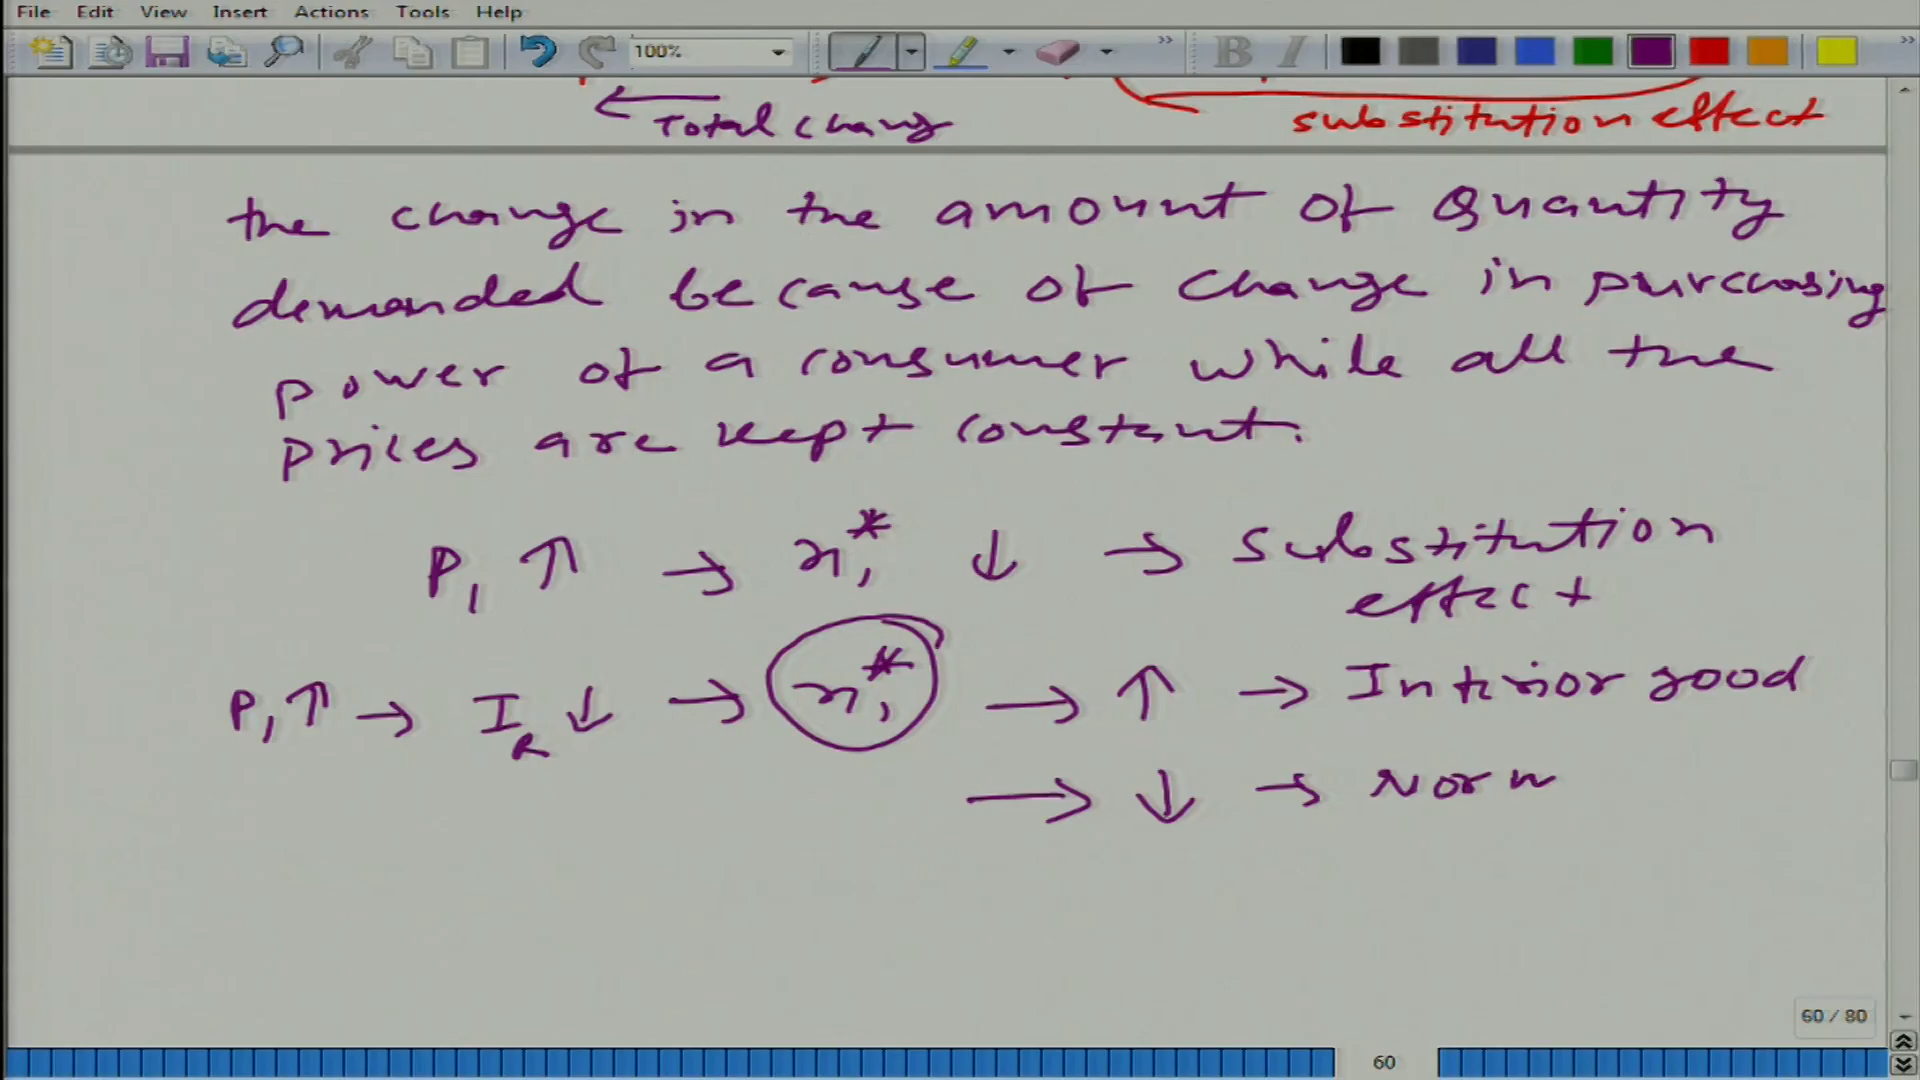 File Edit View Insert Actions Tools Help
100%
Total chang
substitution effect
the change in the amount of quantity
demanded because of change in purchasing
power of a consumer while all the
prices are kept constant.
P₁ ↑ → x₁* ↓ → substitution
effect
P₁ ↑ → I_R ↓ → x₁* → ↑ → Inferior good
→ ↓ → Norm
60 / 80
60